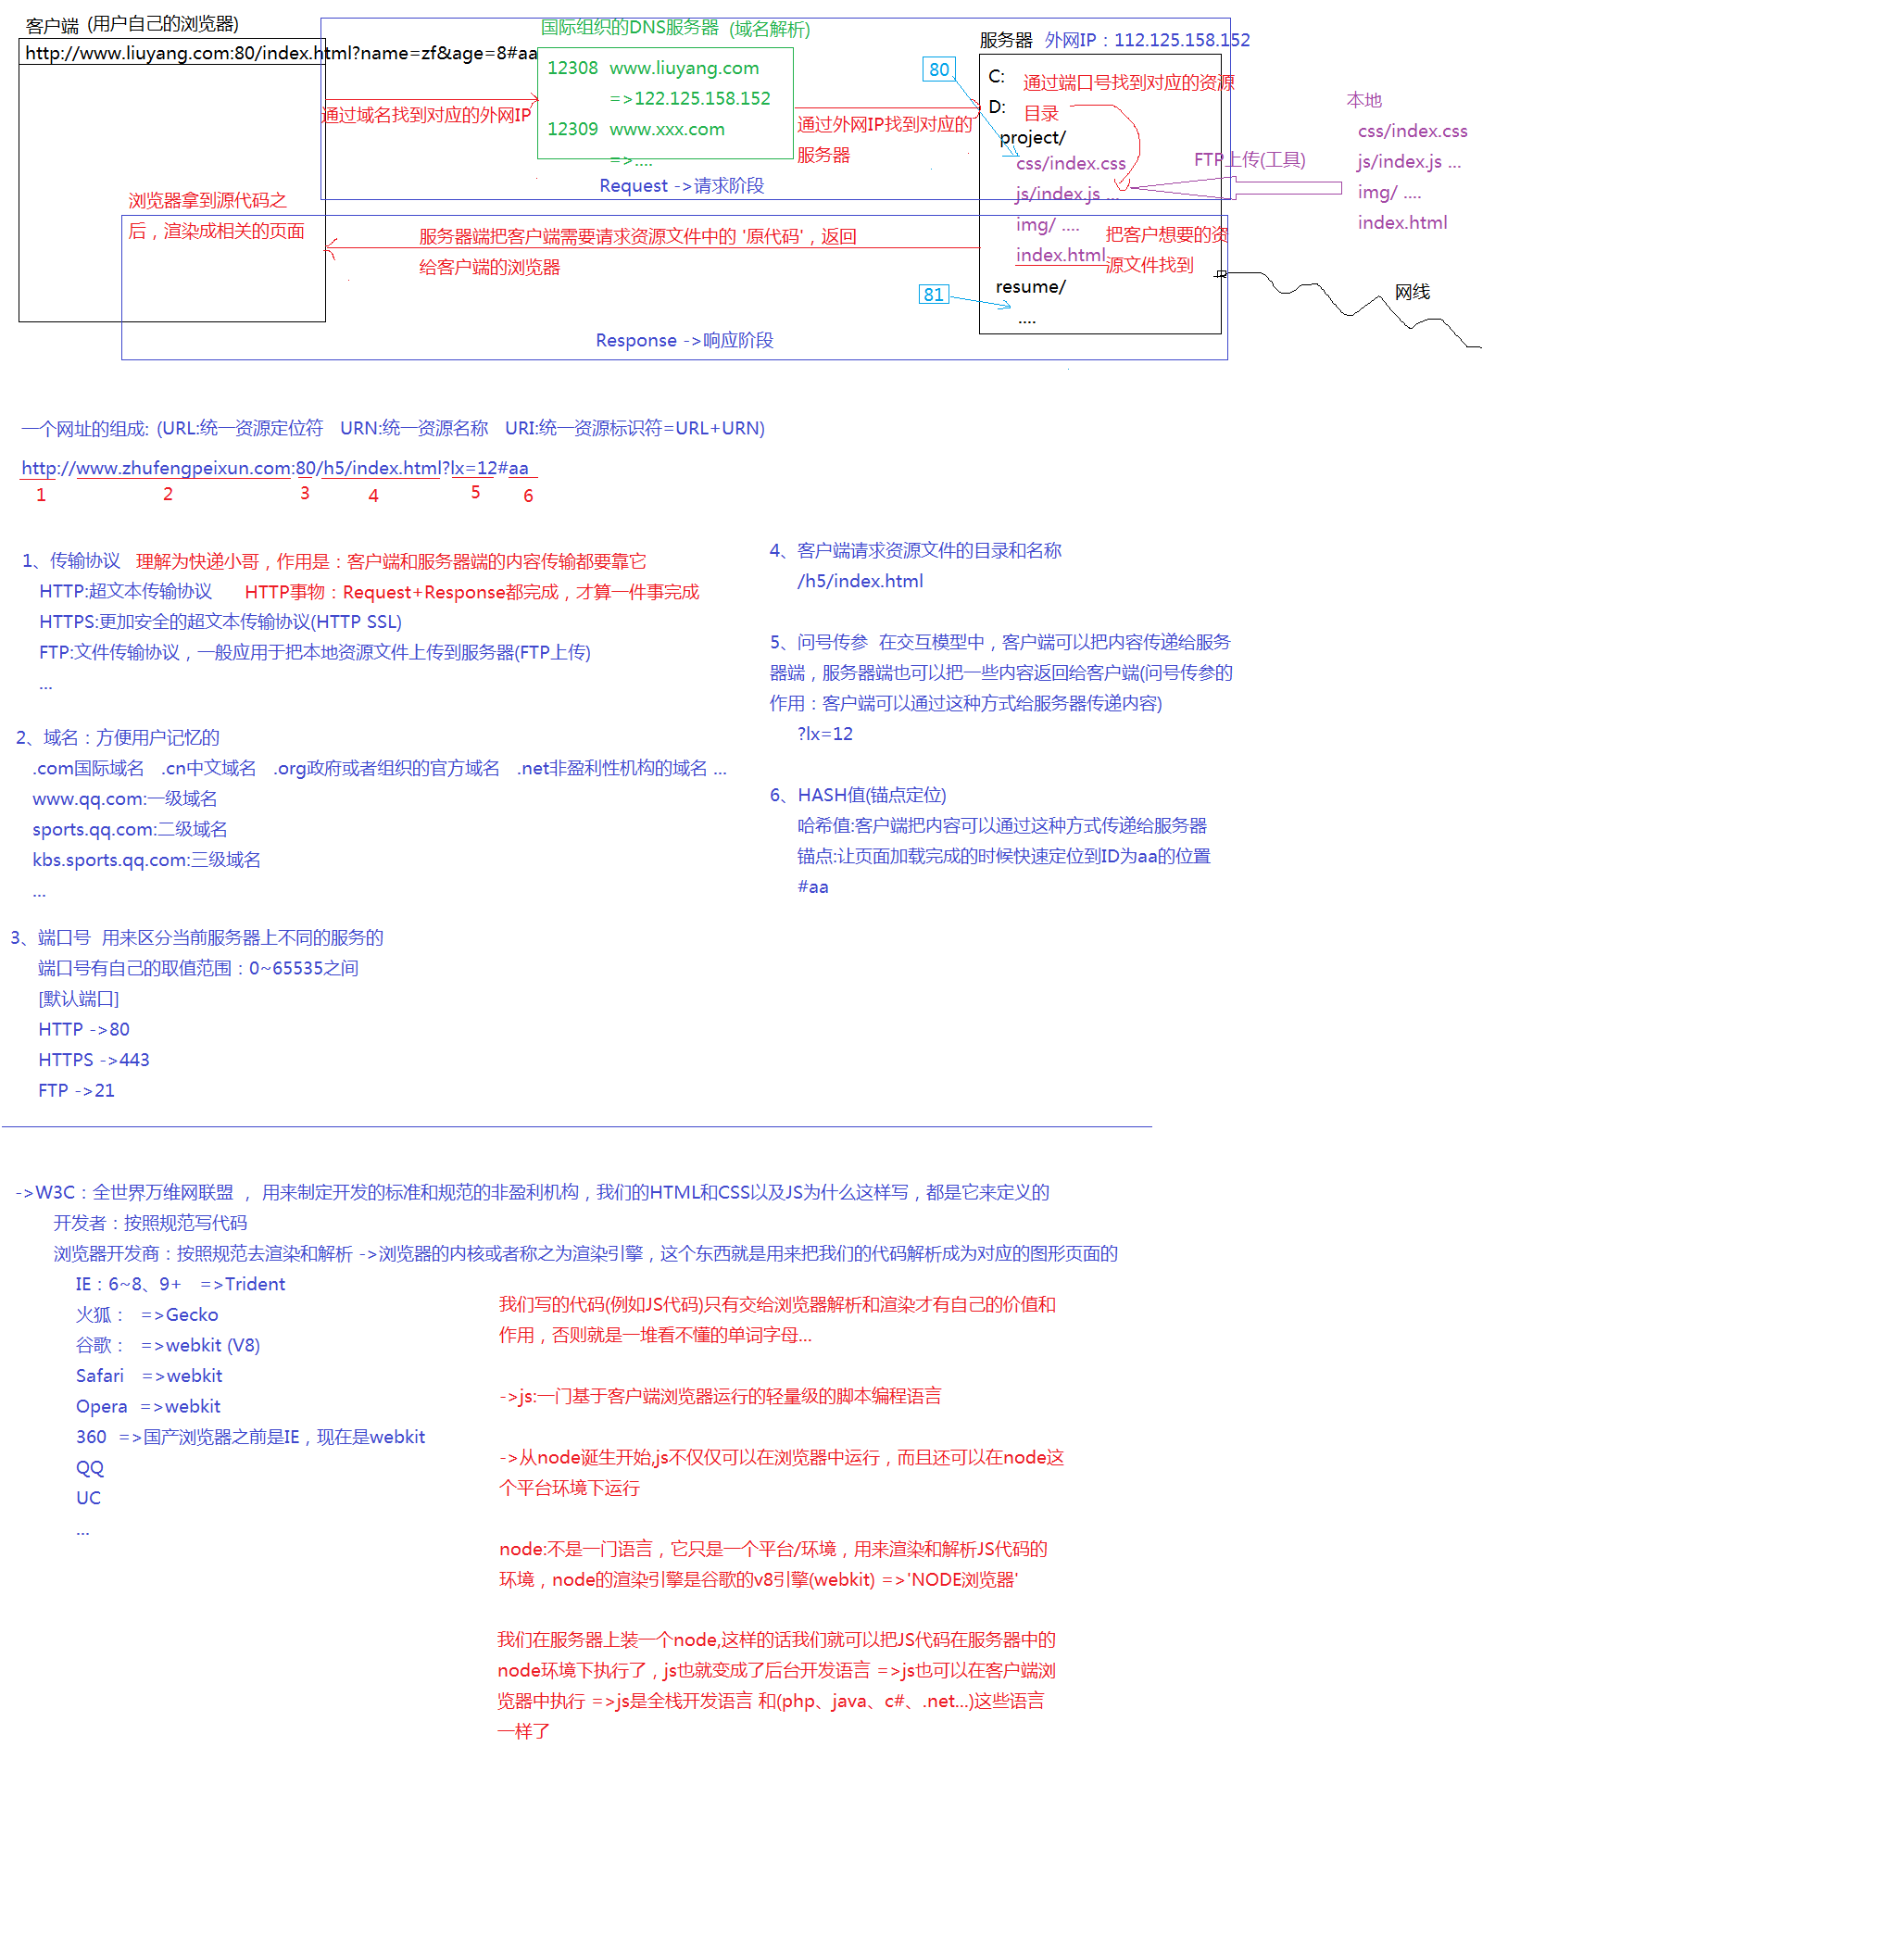 客户端 (用户自己的浏览器)
http://www.liuyang.com:80/index.html?name=zf&age=8#aa
国际组织的DNS服务器 (域名解析)
12308 www.liuyang.com
=>122.125.158.152
12309 www.xxx.com
=>....
通过域名找到对应的外网IP
通过外网IP找到对应的
服务器
Request ->请求阶段
服务器 外网IP：112.125.158.152
80
C:
通过端口号找到对应的资源
D:
目录
project/
css/index.css
js/index.js ...
img/ ....
index.html
把客户想要的资
源文件找到
resume/
....
81
FTP上传(工具)
本地
css/index.css
js/index.js ...
img/ ....
index.html
网线
浏览器拿到源代码之
后，渲染成相关的页面
服务器端把客户端需要请求资源文件中的 '原代码'，返回
给客户端的浏览器
Response ->响应阶段
一个网址的组成: (URL:统一资源定位符 URN:统一资源名称 URI:统一资源标识符=URL+URN)
http://www.zhufengpeixun.com:80/h5/index.html?lx=12#aa
1 2 3 4 5 6
1、传输协议 理解为快递小哥，作用是：客户端和服务器端的内容传输都要靠它
HTTP:超文本传输协议 HTTP事物：Request+Response都完成，才算一件事完成
HTTPS:更加安全的超文本传输协议(HTTP SSL)
FTP:文件传输协议，一般应用于把本地资源文件上传到服务器(FTP上传)
...
2、域名：方便用户记忆的
.com国际域名 .cn中文域名 .org政府或者组织的官方域名 .net非盈利性机构的域名 ...
www.qq.com:一级域名
sports.qq.com:二级域名
kbs.sports.qq.com:三级域名
...
3、端口号 用来区分当前服务器上不同的服务的
端口号有自己的取值范围：0~65535之间
[默认端口]
HTTP ->80
HTTPS ->443
FTP ->21
4、客户端请求资源文件的目录和名称
/h5/index.html
5、问号传参 在交互模型中，客户端可以把内容传递给服务
器端，服务器端也可以把一些内容返回给客户端(问号传参的
作用：客户端可以通过这种方式给服务器传递内容)
?lx=12
6、HASH值(锚点定位)
哈希值:客户端把内容可以通过这种方式传递给服务器
锚点:让页面加载完成的时候快速定位到ID为aa的位置
#aa
->W3C：全世界万维网联盟 ， 用来制定开发的标准和规范的非盈利机构，我们的HTML和CSS以及JS为什么这样写，都是它来定义的
开发者：按照规范写代码
浏览器开发商：按照规范去渲染和解析 ->浏览器的内核或者称之为渲染引擎，这个东西就是用来把我们的代码解析成为对应的图形页面的
IE：6~8、9+ =>Trident
火狐： =>Gecko
谷歌： =>webkit (V8)
Safari =>webkit
Opera =>webkit
360 =>国产浏览器之前是IE，现在是webkit
QQ
UC
...
我们写的代码(例如JS代码)只有交给浏览器解析和渲染才有自己的价值和
作用，否则就是一堆看不懂的单词字母...
->js:一门基于客户端浏览器运行的轻量级的脚本编程语言
->从node诞生开始,js不仅仅可以在浏览器中运行，而且还可以在node这
个平台环境下运行
node:不是一门语言，它只是一个平台/环境，用来渲染和解析JS代码的
环境，node的渲染引擎是谷歌的v8引擎(webkit) =>'NODE浏览器'
我们在服务器上装一个node,这样的话我们就可以把JS代码在服务器中的
node环境下执行了，js也就变成了后台开发语言 =>js也可以在客户端浏
览器中执行 =>js是全栈开发语言 和(php、java、c#、.net...)这些语言
一样了